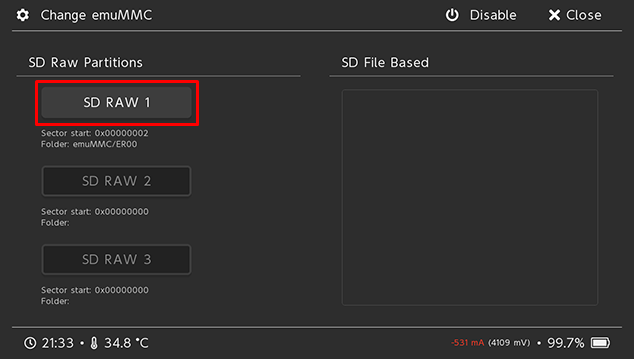 Change emuMMC
Disable
Close
SD Raw Partitions
SD File Based
SD RAW 1
Sector start: 0x00000002
Folder: emuMMC/ER00
SD RAW 2
Sector start: 0x00000000
Folder:
SD RAW 3
Sector start: 0x00000000
Folder:
21:33 • 34.8 °C
-531 mA (4109 mV) • 99.7%